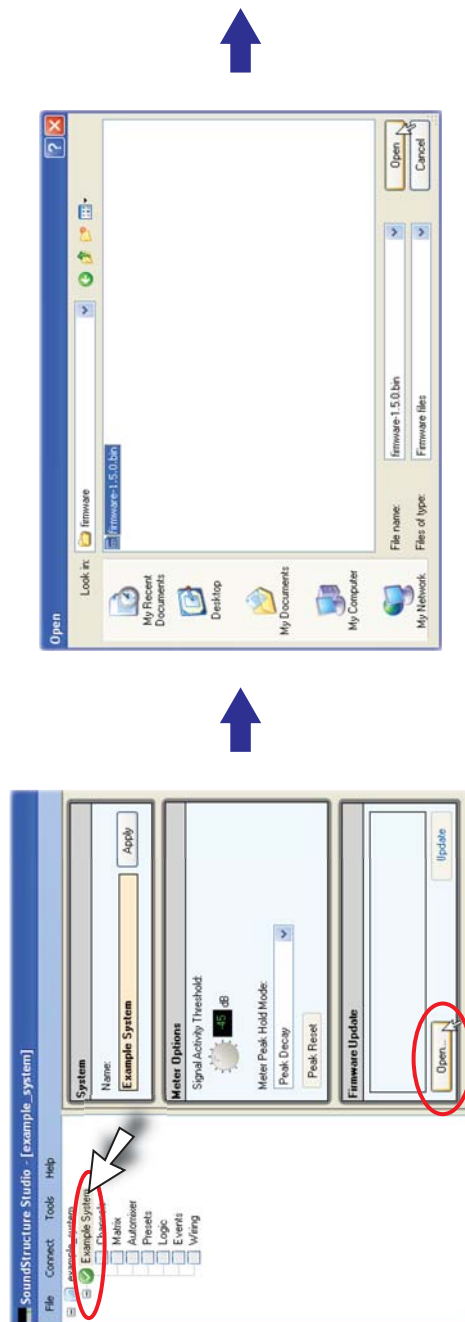 SoundStructure Studio - [example_system]
File Connect Tools Help
example_system
Example System
Channels
Matrix
Automixer
Presets
Logic
Events
Wiring
System
Name:
Example System
Apply
Meter Options
Signal Activity Threshold:
-45 dB
Meter Peak Hold Mode:
Peak Decay
Peak Reset
Firmware Update
Open...
Update
Open
Look in:
firmware
firmware-1.5.0.bin
My Recent
Documents
Desktop
My Documents
My Computer
My Network
File name:
firmware-1.5.0.bin
Open
Files of type:
Firmware files
Cancel